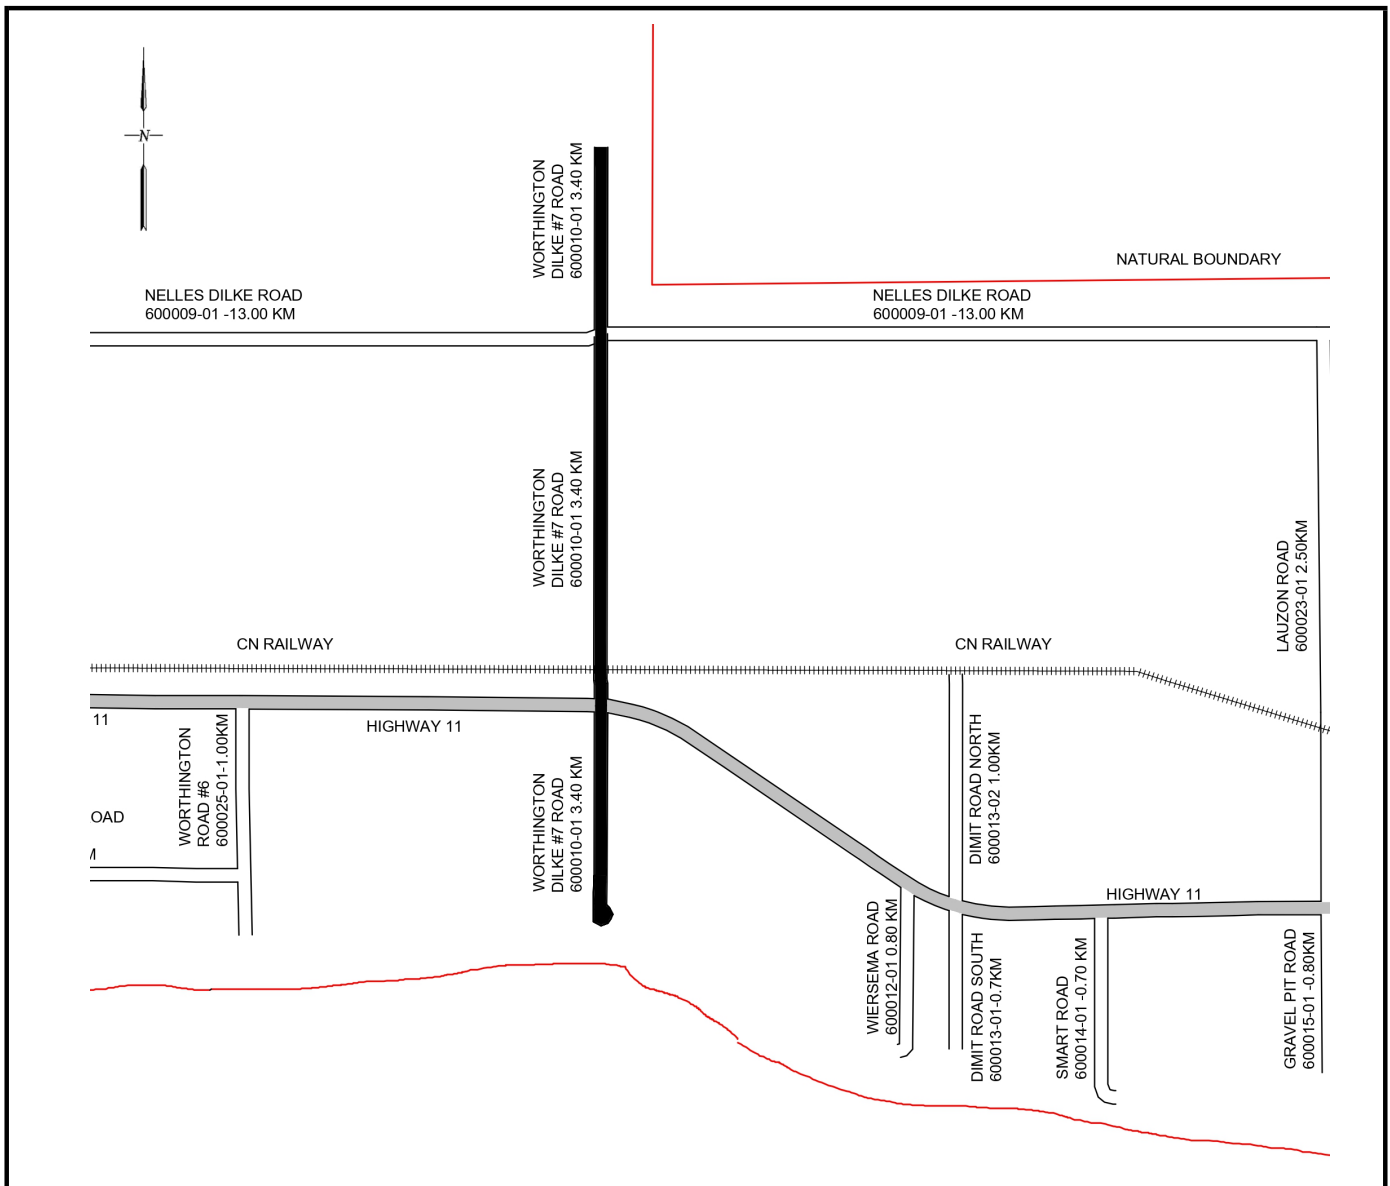 N
WORTHINGTON
DILKE #7 ROAD
600010-01 3.40 KM
NATURAL BOUNDARY
NELLES DILKE ROAD
600009-01 -13.00 KM
NELLES DILKE ROAD
600009-01 -13.00 KM
WORTHINGTON
DILKE #7 ROAD
600010-01 3.40 KM
LAUZON ROAD
600023-01 2.50KM
CN RAILWAY
CN RAILWAY
11
HIGHWAY 11
WORTHINGTON
ROAD #6
600025-01-1.00KM
DIMIT ROAD NORTH
600013-02 1.00KM
WORTHINGTON
DILKE #7 ROAD
600010-01 3.40 KM
OAD
M
HIGHWAY 11
WIERSEMA ROAD
600012-01 0.80 KM
DIMIT ROAD SOUTH
600013-01-0.7KM
SMART ROAD
600014-01 -0.70 KM
GRAVEL PIT ROAD
600015-01 -0.80KM